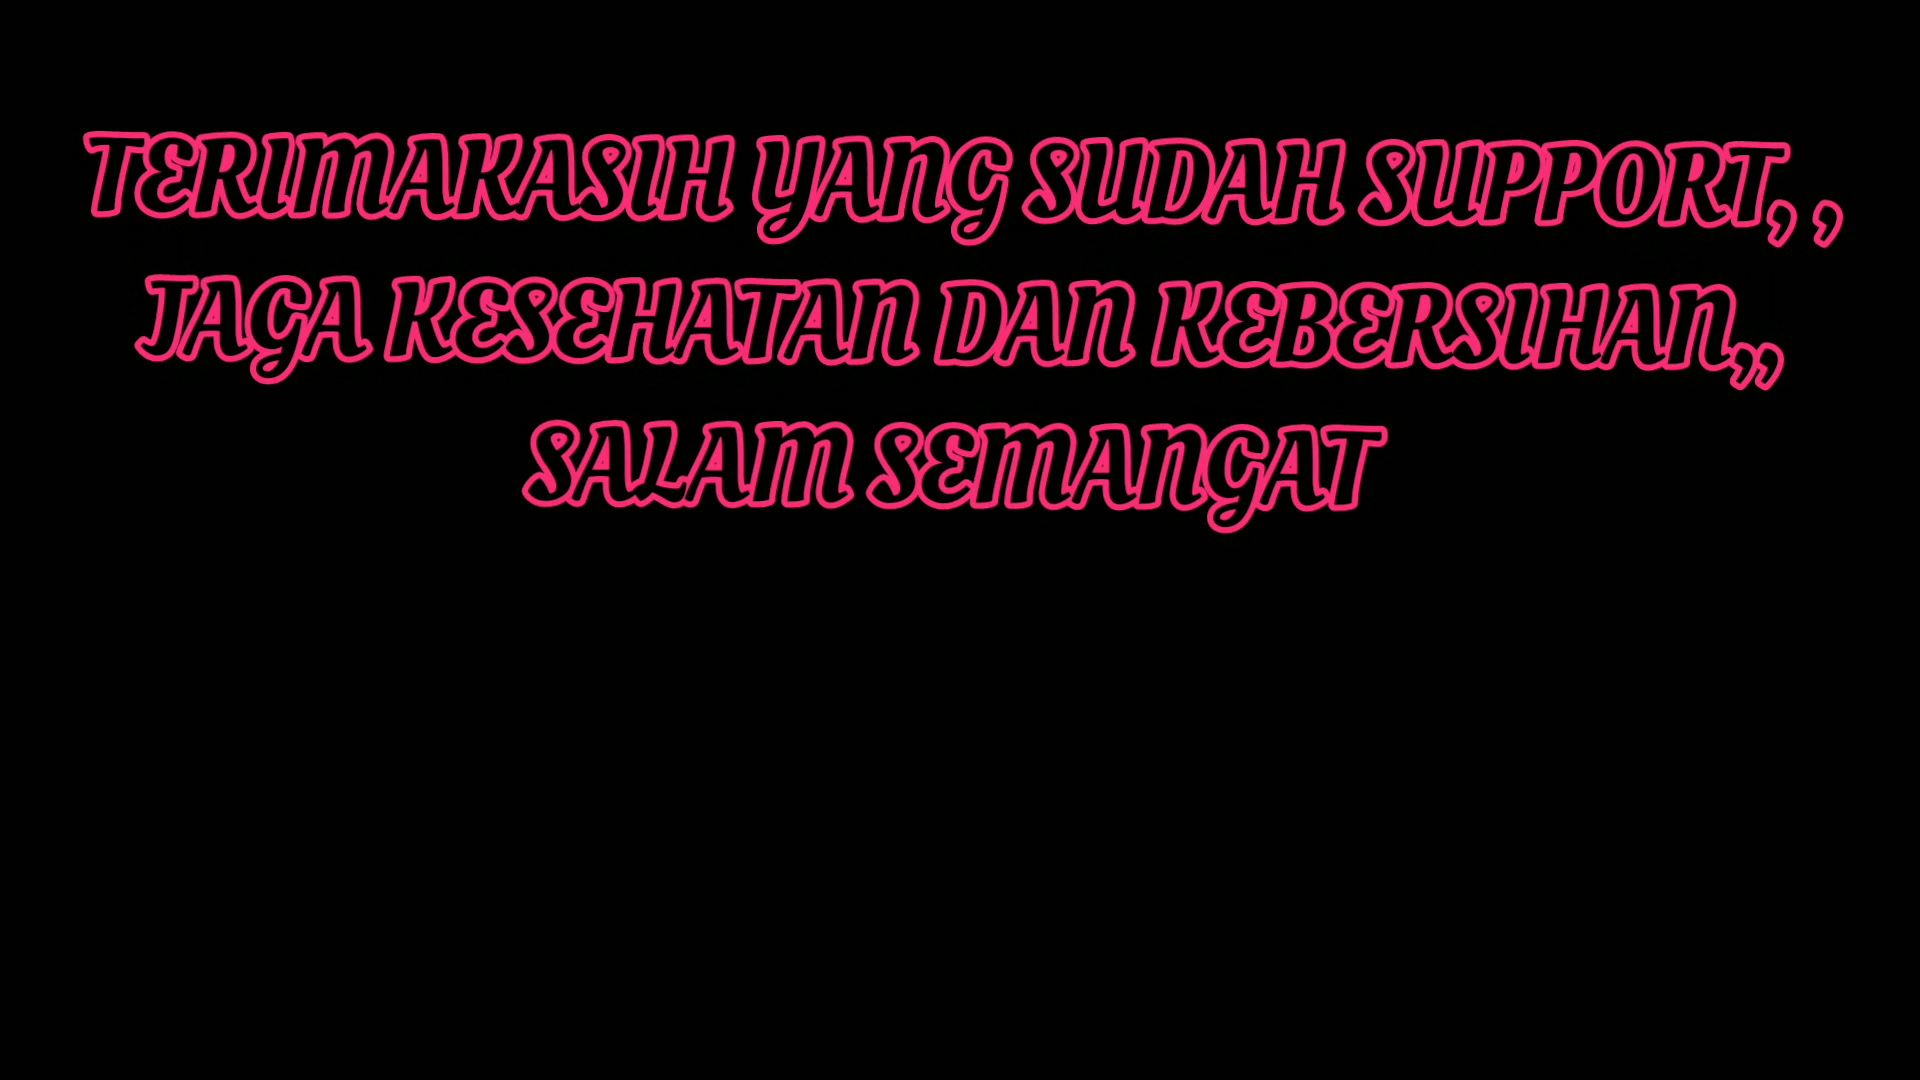 TERIMAKASIH YANG SUDAH SUPPORT, ,
JAGA KESEHATAN DAN KEBERSIHAN,,
SALAM SEMANGAT